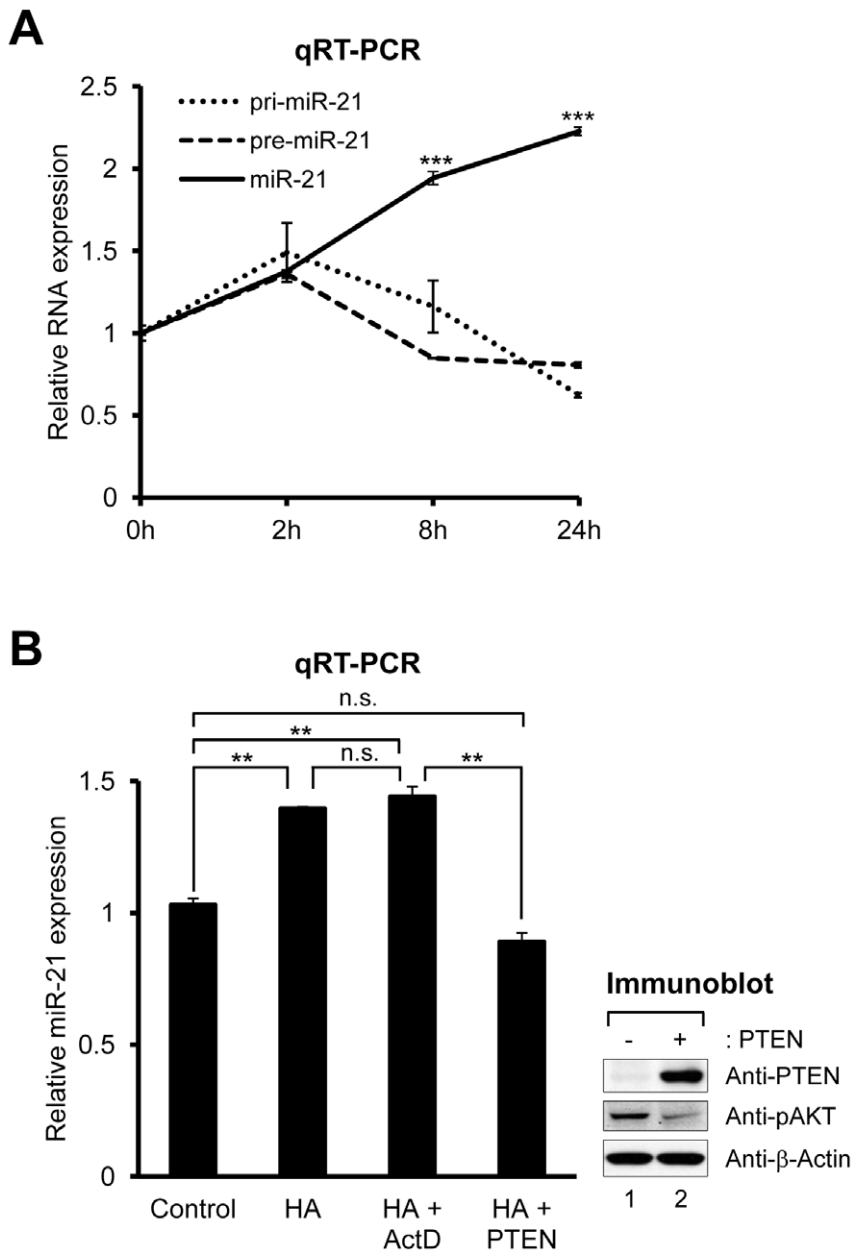 A
qRT-PCR
Relative RNA expression
2.5
2
1.5
1
0.5
0
pri-miR-21
pre-miR-21
miR-21
***
***
0h 2h 8h 24h
B
qRT-PCR
n.s.
**
** n.s. **
Relative miR-21 expression
1.5
1
0.5
0
Control HA HA + HA +
ActD PTEN
Immunoblot
- + : PTEN
Anti-PTEN
Anti-pAKT
Anti-β-Actin
1 2